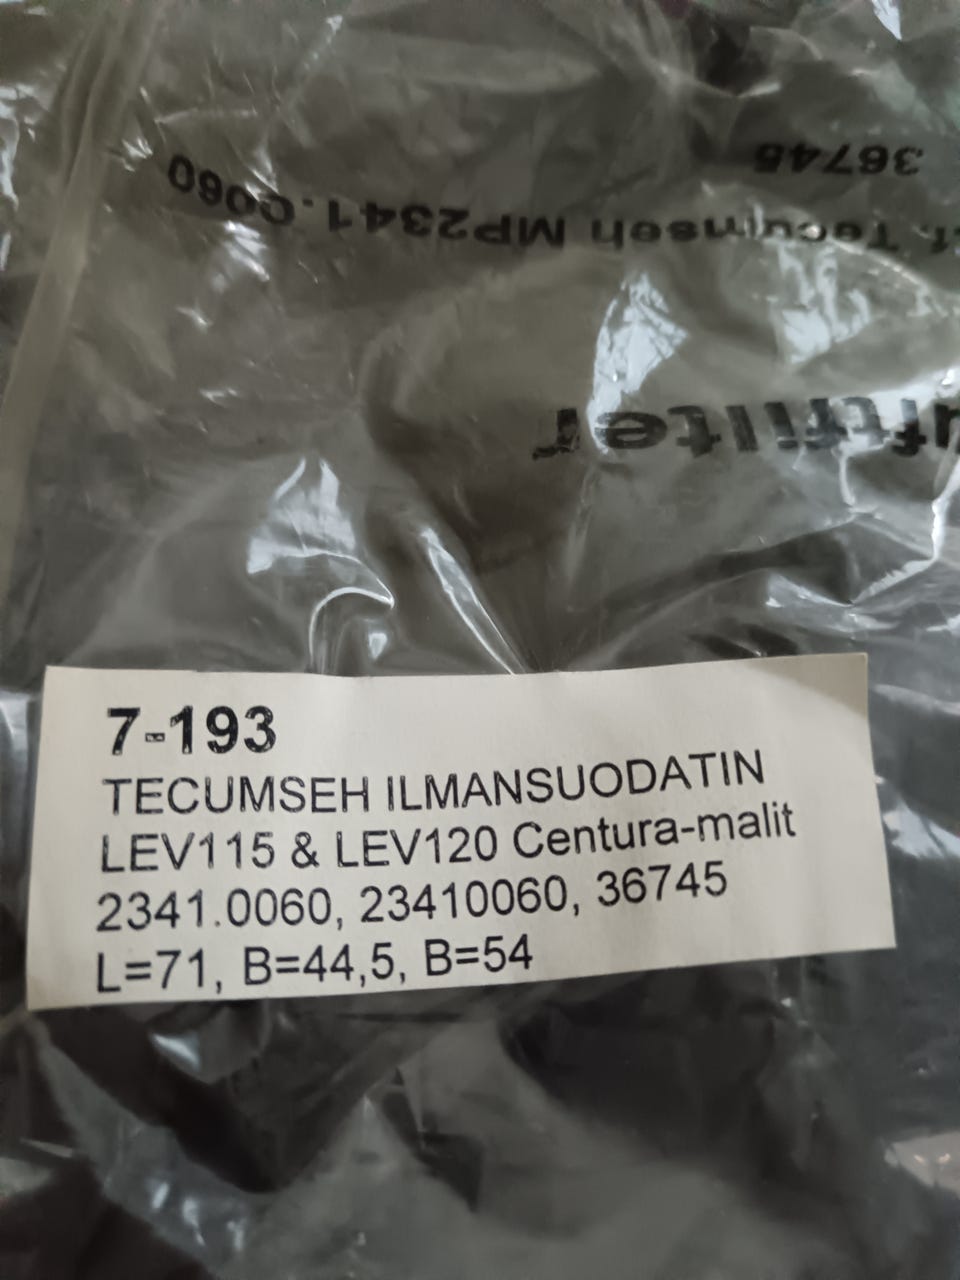 36745
Tecumseh MP2341.0060
uftfilter
7-193
TECUMSEH ILMANSUODATIN
LEV115 & LEV120 Centura-malit
2341.0060, 23410060, 36745
L=71, B=44,5, B=54